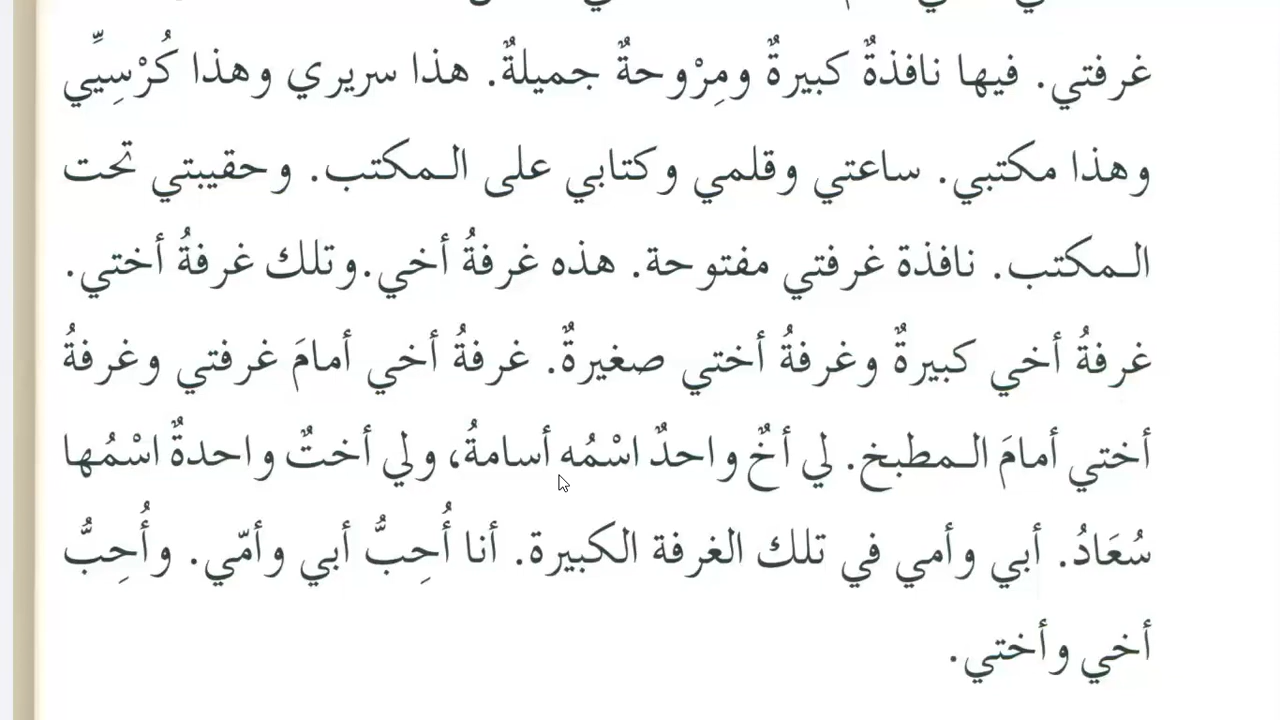 غرفتي. فيها نافذةٌ كبيرةٌ ومِرْوحةٌ جميلةٌ. هذا سريري وهذا كُرْسِيِّي
وهذا مكتبي. ساعتي وقلمي وكتابي على المكتب. وحقيبتي تحت
المكتب. نافذة غرفتي مفتوحة. هذه غرفةُ أخي.وتلك غرفةُ أختي.
غرفةُ أخي كبيرةٌ وغرفةُ أختي صغيرةٌ. غرفةُ أخي أمامَ غرفتي وغرفةُ
أختي أمامَ المطبخ. لي أخٌ واحدٌ اسْمُه أسامةُ، ولي أختٌ واحدةٌ اسْمُها
سُعَادُ. أبي وأمي في تلك الغرفة الكبيرة. أنا أُحِبُّ أبي وأمّي. وأُحِبُّ
أخي وأختي.